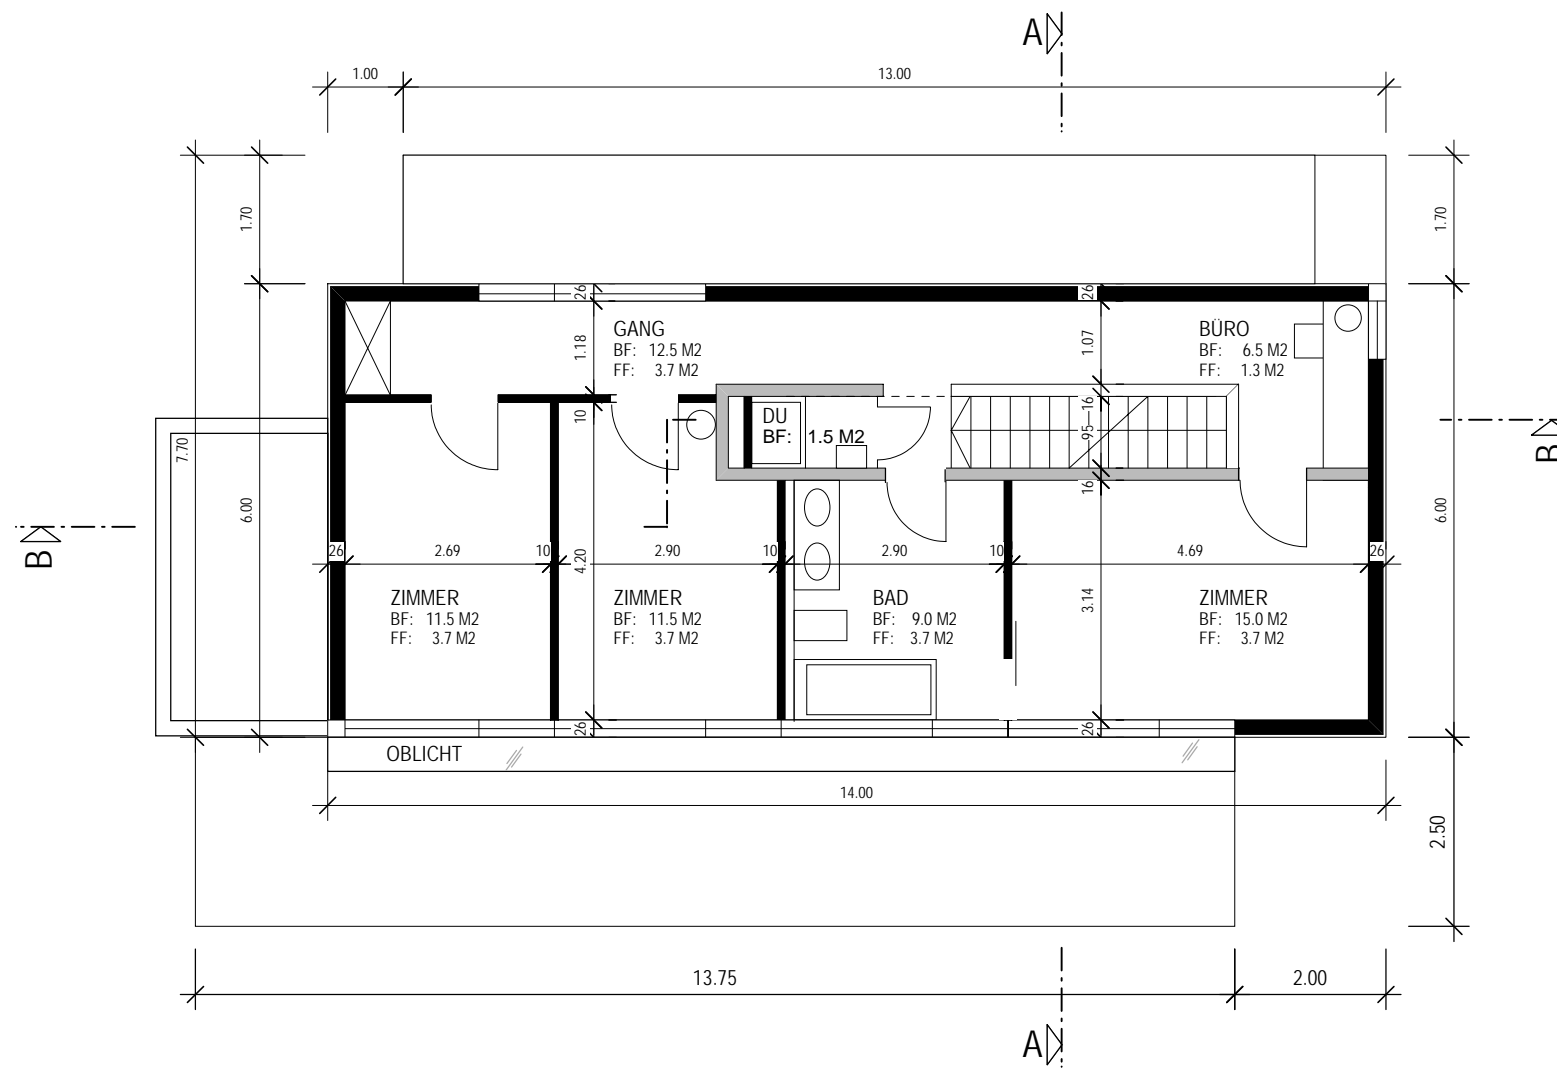 A
1.00
13.00
1.70
1.70
26
26
GANG
BF: 12.5 M2
FF: 3.7 M2
1.18
1.07
BÜRO
BF: 6.5 M2
FF: 1.3 M2
10
16
DU
BF: 1.5 M2
95
7.70
6.00
6.00
B
B
16
26
2.69
10
2.90
10
2.90
10
4.69
26
4.20
3.14
ZIMMER
BF: 11.5 M2
FF: 3.7 M2
ZIMMER
BF: 11.5 M2
FF: 3.7 M2
BAD
BF: 9.0 M2
FF: 3.7 M2
ZIMMER
BF: 15.0 M2
FF: 3.7 M2
26
26
OBLICHT
14.00
2.50
13.75
2.00
A